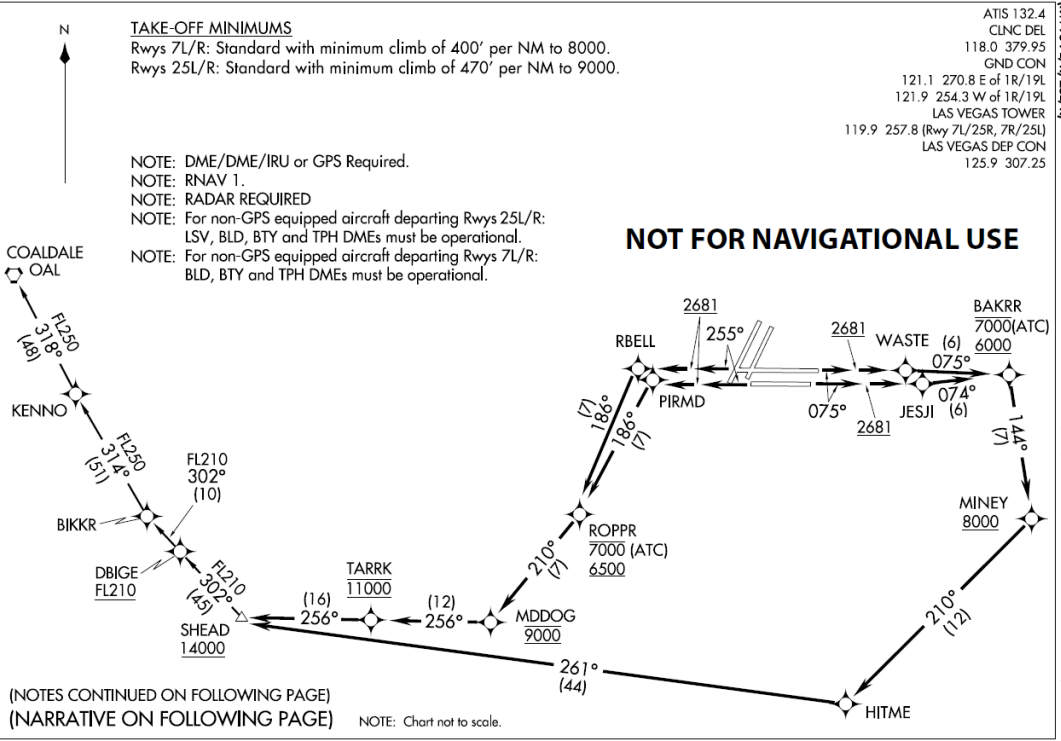 TAKE-OFF MINIMUMS
Rwys 7L/R: Standard with minimum climb of 400' per NM to 8000.
Rwys 25L/R: Standard with minimum climb of 470' per NM to 9000.
ATIS 132.4
CLNC DEL
118.0 379.95
GND CON
121.1 270.8 E of 1R/19L
121.9 254.3 W of 1R/19L
LAS VEGAS TOWER
119.9 257.8 (Rwy 7L/25R, 7R/25L)
LAS VEGAS DEP CON
125.9 307.25
N
NOTE: DME/DME/IRU or GPS Required.
NOTE: RNAV 1.
NOTE: RADAR REQUIRED
NOTE: For non-GPS equipped aircraft departing Rwys 25L/R:
LSV, BLD, BTY and TPH DMEs must be operational.
NOTE: For non-GPS equipped aircraft departing Rwys 7L/R:
BLD, BTY and TPH DMEs must be operational.
NOT FOR NAVIGATIONAL USE
COALDALE
OAL
FL250
318°
(48)
KENNO
FL250
314°
(51)
BIKKR
FL210
302°
(10)
DBIGE
FL210
FL210
302°
(45)
SHEAD
14000
(16)
256°
TARRK
11000
(12)
256°
MDDOG
9000
210°
(7)
ROPPR
7000 (ATC)
6500
(7)
186°
186°
(7)
RBELL
PIRMD
2681
255°
2681
075°
2681
WASTE
JESJI
(6)
075°
074°
(6)
BAKRR
7000(ATC)
6000
144°
(7)
MINEY
8000
210°
(12)
HITME
261°
(44)
(NOTES CONTINUED ON FOLLOWING PAGE)
(NARRATIVE ON FOLLOWING PAGE)
NOTE: Chart not to scale.